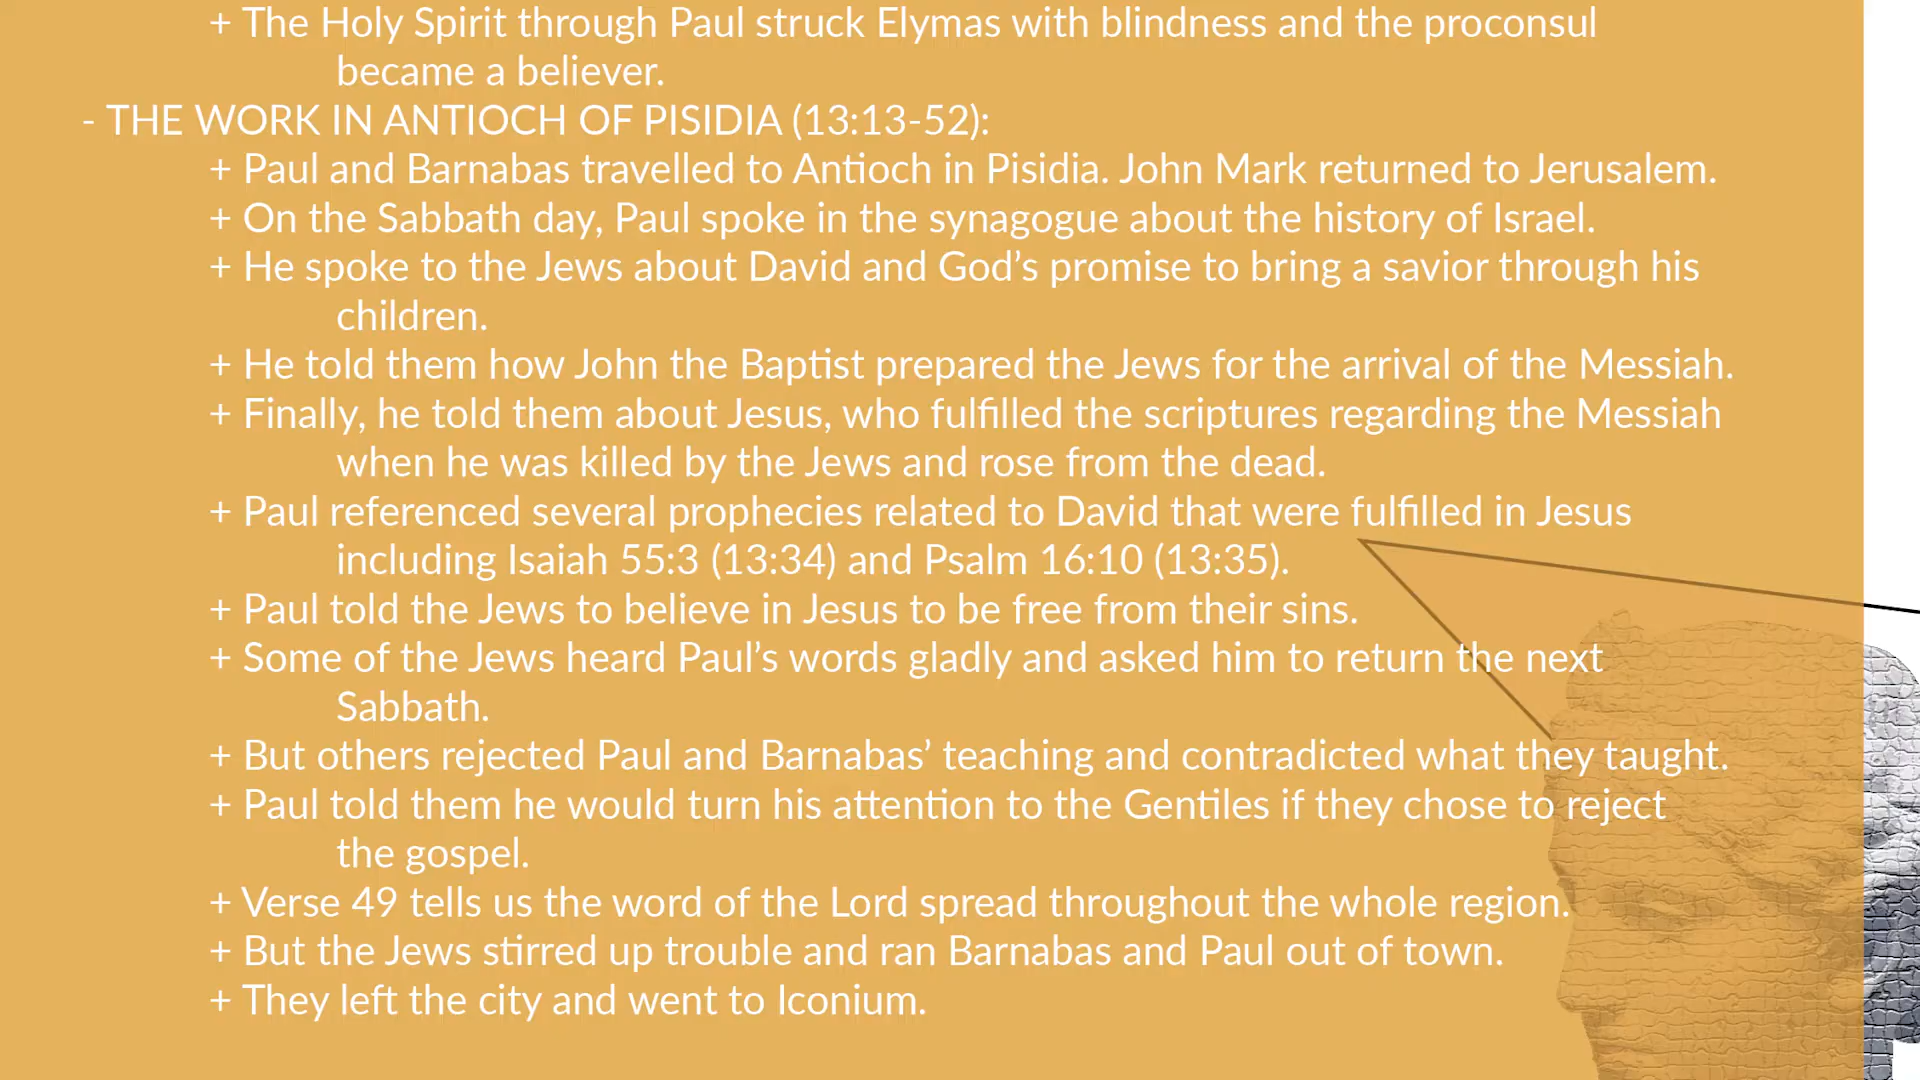 + The Holy Spirit through Paul struck Elymas with blindness and the proconsul
became a believer.
- THE WORK IN ANTIOCH OF PISIDIA (13:13-52):
+ Paul and Barnabas travelled to Antioch in Pisidia. John Mark returned to Jerusalem.
+ On the Sabbath day, Paul spoke in the synagogue about the history of Israel.
+ He spoke to the Jews about David and God’s promise to bring a savior through his
children.
+ He told them how John the Baptist prepared the Jews for the arrival of the Messiah.
+ Finally, he told them about Jesus, who fulfilled the scriptures regarding the Messiah
when he was killed by the Jews and rose from the dead.
+ Paul referenced several prophecies related to David that were fulfilled in Jesus
including Isaiah 55:3 (13:34) and Psalm 16:10 (13:35).
+ Paul told the Jews to believe in Jesus to be free from their sins.
+ Some of the Jews heard Paul’s words gladly and asked him to return the next
Sabbath.
+ But others rejected Paul and Barnabas’ teaching and contradicted what they taught.
+ Paul told them he would turn his attention to the Gentiles if they chose to reject
the gospel.
+ Verse 49 tells us the word of the Lord spread throughout the whole region.
+ But the Jews stirred up trouble and ran Barnabas and Paul out of town.
+ They left the city and went to Iconium.